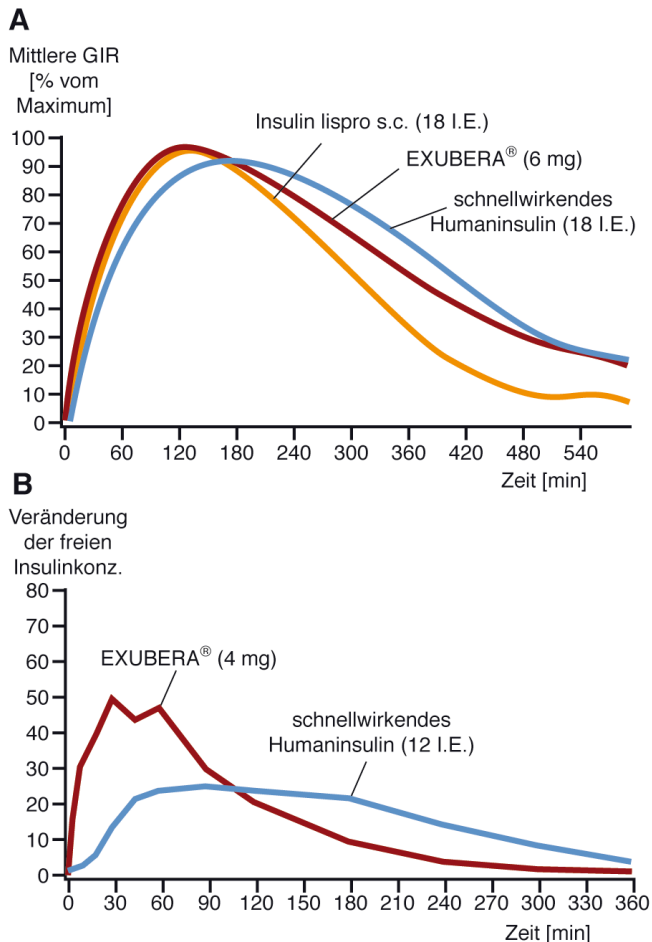 A
Mittlere GIR
[% vom
Maximum]
100
90
80
70
60
50
40
30
20
10
0
Insulin lispro s.c. (18 I.E.)
EXUBERA® (6 mg)
schnellwirkendes
Humaninsulin (18 I.E.)
0 60 120 180 240 300 360 420 480 540
Zeit [min]
B
Veränderung
der freien
Insulinkonz.
80
70
60
50
40
30
20
10
0
EXUBERA® (4 mg)
schnellwirkendes
Humaninsulin (12 I.E.)
0 30 60 90 120 150 180 210 240 270 300 330 360
Zeit [min]